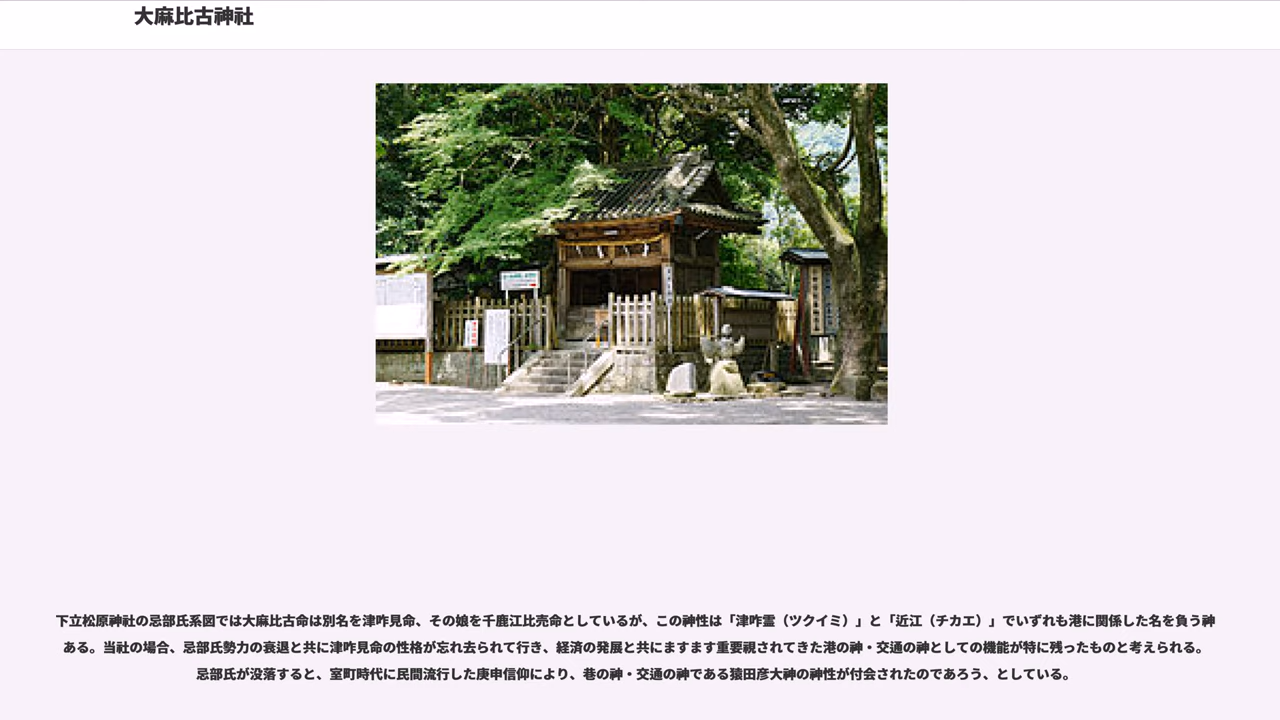 大麻比古神社
下立松原神社の忌部氏系図では大麻比古命は別名を津咋見命、その娘を千鹿江比売命としているが、この神性は「津咋霊（ツクイミ）」と「近江（チカエ）」でいずれも港に関係した名を負う神
ある。当社の場合、忌部氏勢力の衰退と共に津咋見命の性格が忘れ去られて行き、経済の発展と共にますます重要視されてきた港の神・交通の神としての機能が特に残ったものと考えられる。
忌部氏が没落すると、室町時代に民間流行した庚申信仰により、巷の神・交通の神である猿田彦大神の神性が付会されたのであろう、としている。